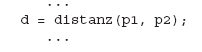 ...
d = distanz(p1, p2);
...